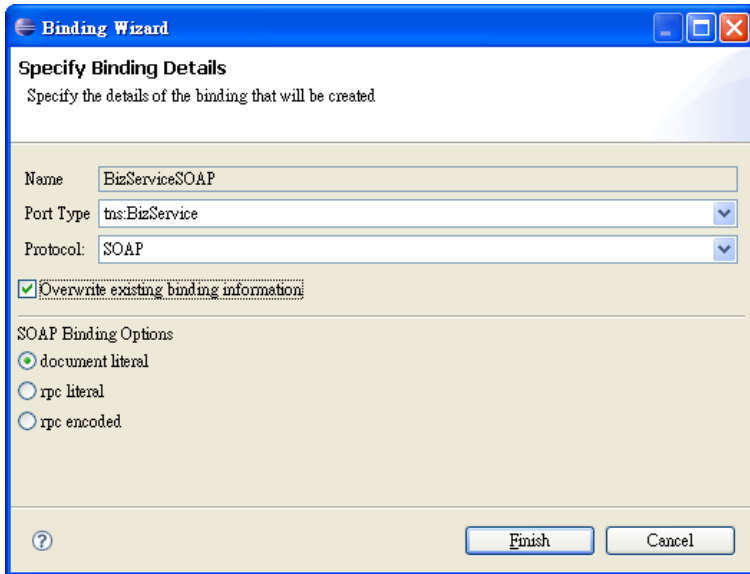 Binding Wizard
Specify Binding Details
Specify the details of the binding that will be created
Name BizServiceSOAP
Port Type tns:BizService
Protocol: SOAP
Overwrite existing binding information
SOAP Binding Options
document literal
rpc literal
rpc encoded
? Finish Cancel